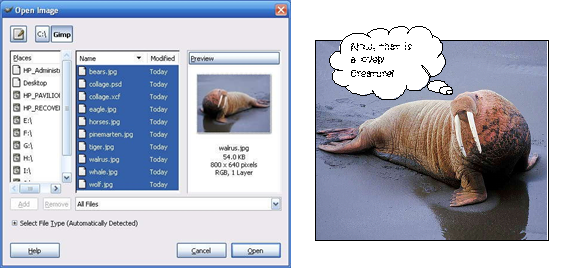 Open Image
C:\ Gimp
Places
HP_Administ
Desktop
HP_PAVILIO
HP_RECOVER
E:\
F:\
G:\
H:\
I:\
Name Modified
bears.jpg Today
collage.psd Today
collage.xcf Today
eagle.jpg Today
horses.jpg Today
pinemarten.jpg Today
tiger.jpg Today
walrus.jpg Today
whale.jpg Today
wolf.jpg Today
Preview
walrus.jpg
54.0 KB
800 x 640 pixels
RGB, 1 Layer
Add Remove
All Files
Select File Type (Automatically Detected)
Help Cancel Open
Now, that is
a lovely
Creature!